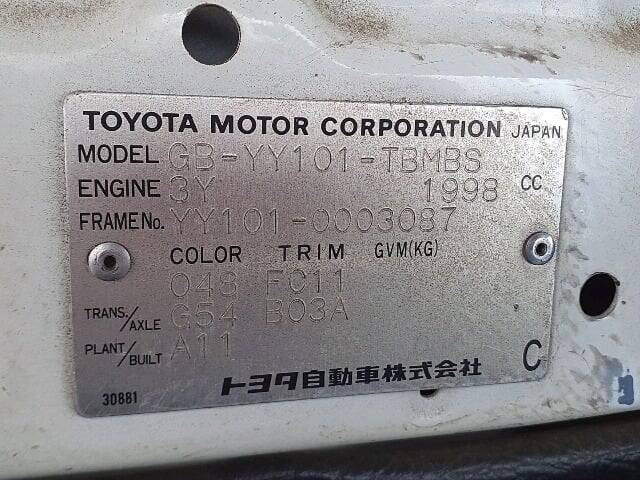 TOYOTA MOTOR CORPORATION JAPAN
MODEL GB-YY101-TBMBS
ENGINE 3Y 1998 CC
FRAME No. YY101-0003087
COLOR TRIM GVM(KG)
048 FC11
TRANS./AXLE G54 B03A
PLANT/BUILT A11
トヨタ自動車株式会社 C
30881